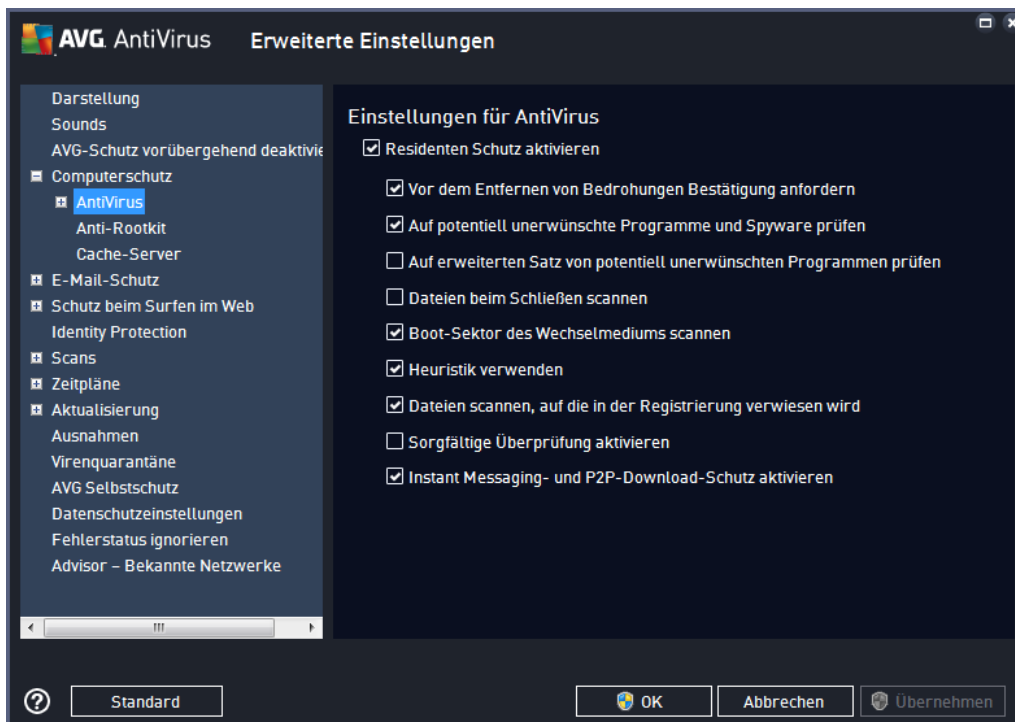 AVG AntiVirus Erweiterte Einstellungen
Darstellung
Sounds
AVG-Schutz vorübergehend deaktivie
Computerschutz
AntiVirus
Anti-Rootkit
Cache-Server
E-Mail-Schutz
Schutz beim Surfen im Web
Identity Protection
Scans
Zeitpläne
Aktualisierung
Ausnahmen
Virenquarantäne
AVG Selbstschutz
Datenschutzeinstellungen
Fehlerstatus ignorieren
Advisor – Bekannte Netzwerke
Einstellungen für AntiVirus
Residenten Schutz aktivieren
Vor dem Entfernen von Bedrohungen Bestätigung anfordern
Auf potentiell unerwünschte Programme und Spyware prüfen
Auf erweiterten Satz von potentiell unerwünschten Programmen prüfen
Dateien beim Schließen scannen
Boot-Sektor des Wechselmediums scannen
Heuristik verwenden
Dateien scannen, auf die in der Registrierung verwiesen wird
Sorgfältige Überprüfung aktivieren
Instant Messaging- und P2P-Download-Schutz aktivieren
? Standard OK Abbrechen Übernehmen